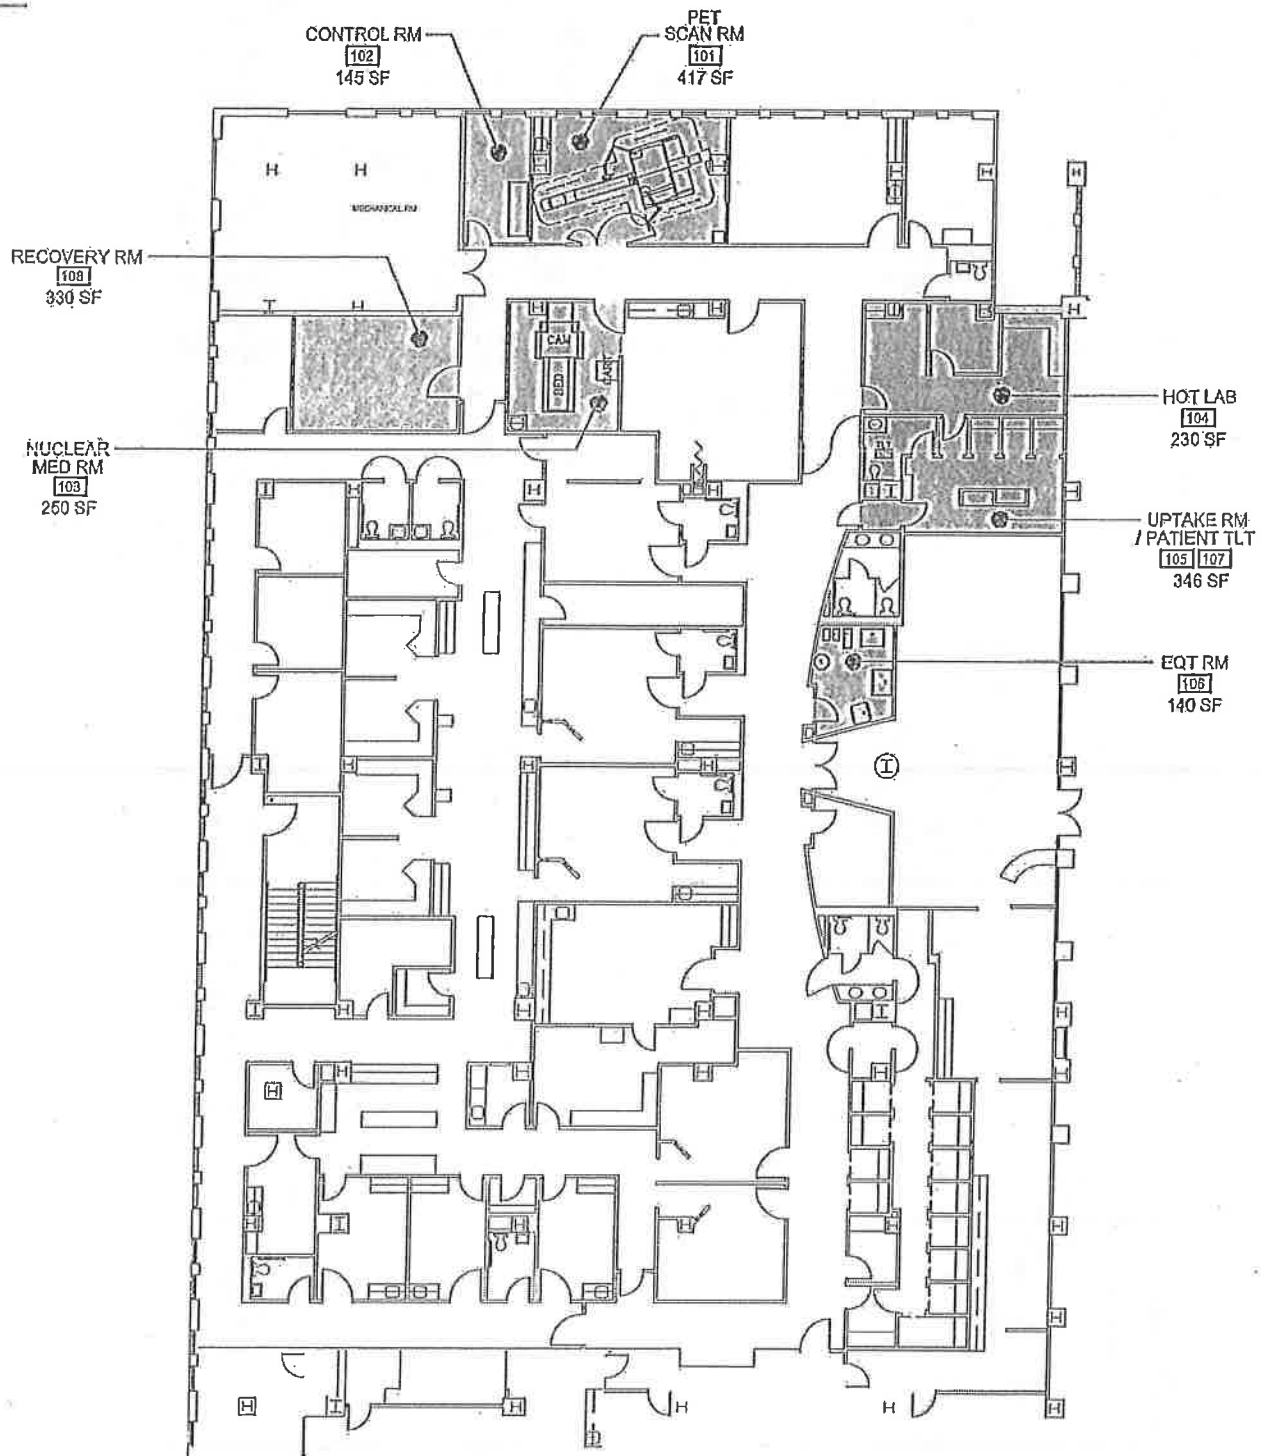 CONTROL RM
102
145 SF
PET
SCAN RM
101
417 SF
MECHANICAL RM
RECOVERY RM
108
330 SF
CAM
BED
CART
NUCLEAR
MED RM
103
250 SF
HOT LAB
104
230 SF
UPTAKE RM
/ PATIENT TLT
105 107
346 SF
EQT RM
106
140 SF